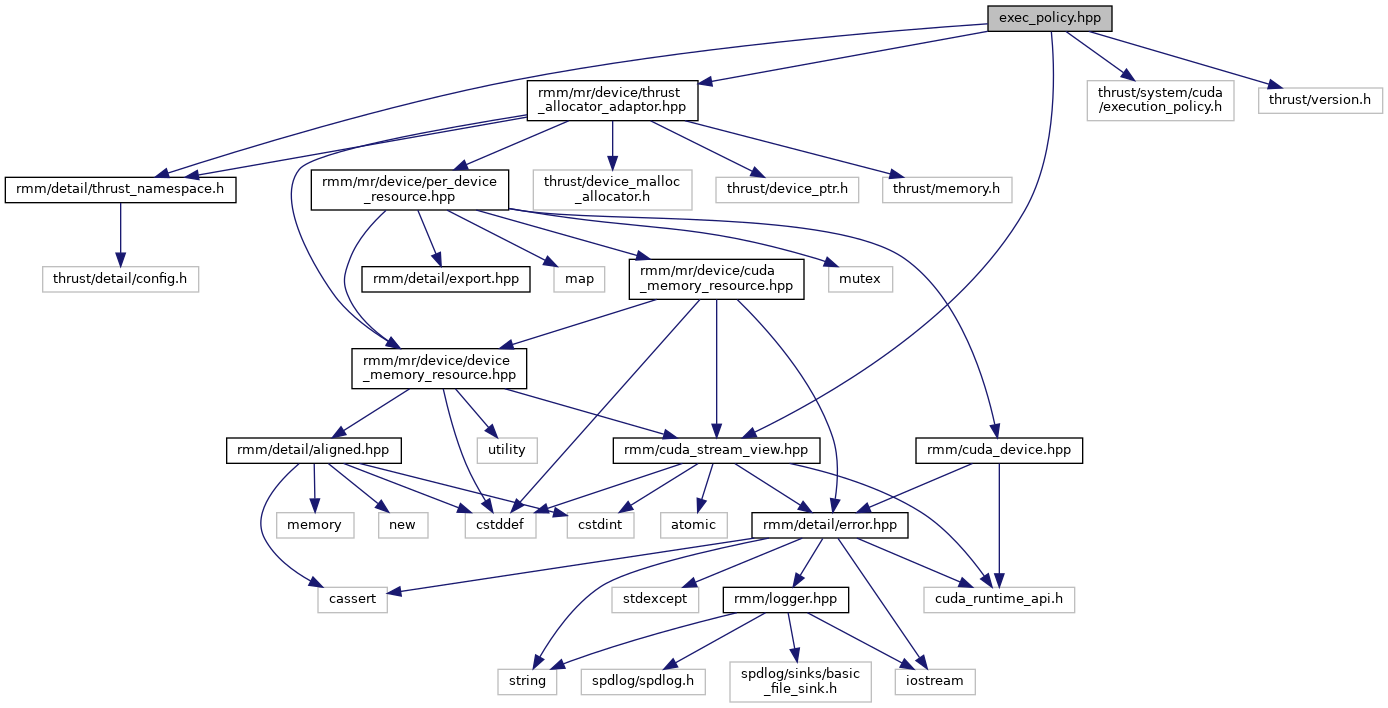 exec_policy.hpp
rmm/mr/device/thrust
_allocator_adaptor.hpp
thrust/system/cuda
/execution_policy.h
thrust/version.h
rmm/detail/thrust_namespace.h
rmm/mr/device/per_device
_resource.hpp
thrust/device_malloc
_allocator.h
thrust/device_ptr.h
thrust/memory.h
thrust/detail/config.h
rmm/detail/export.hpp
map
rmm/mr/device/cuda
_memory_resource.hpp
mutex
rmm/mr/device/device
_memory_resource.hpp
rmm/detail/aligned.hpp
utility
rmm/cuda_stream_view.hpp
rmm/cuda_device.hpp
memory
new
cstddef
cstdint
atomic
rmm/detail/error.hpp
cassert
stdexcept
rmm/logger.hpp
cuda_runtime_api.h
string
spdlog/spdlog.h
spdlog/sinks/basic
_file_sink.h
iostream